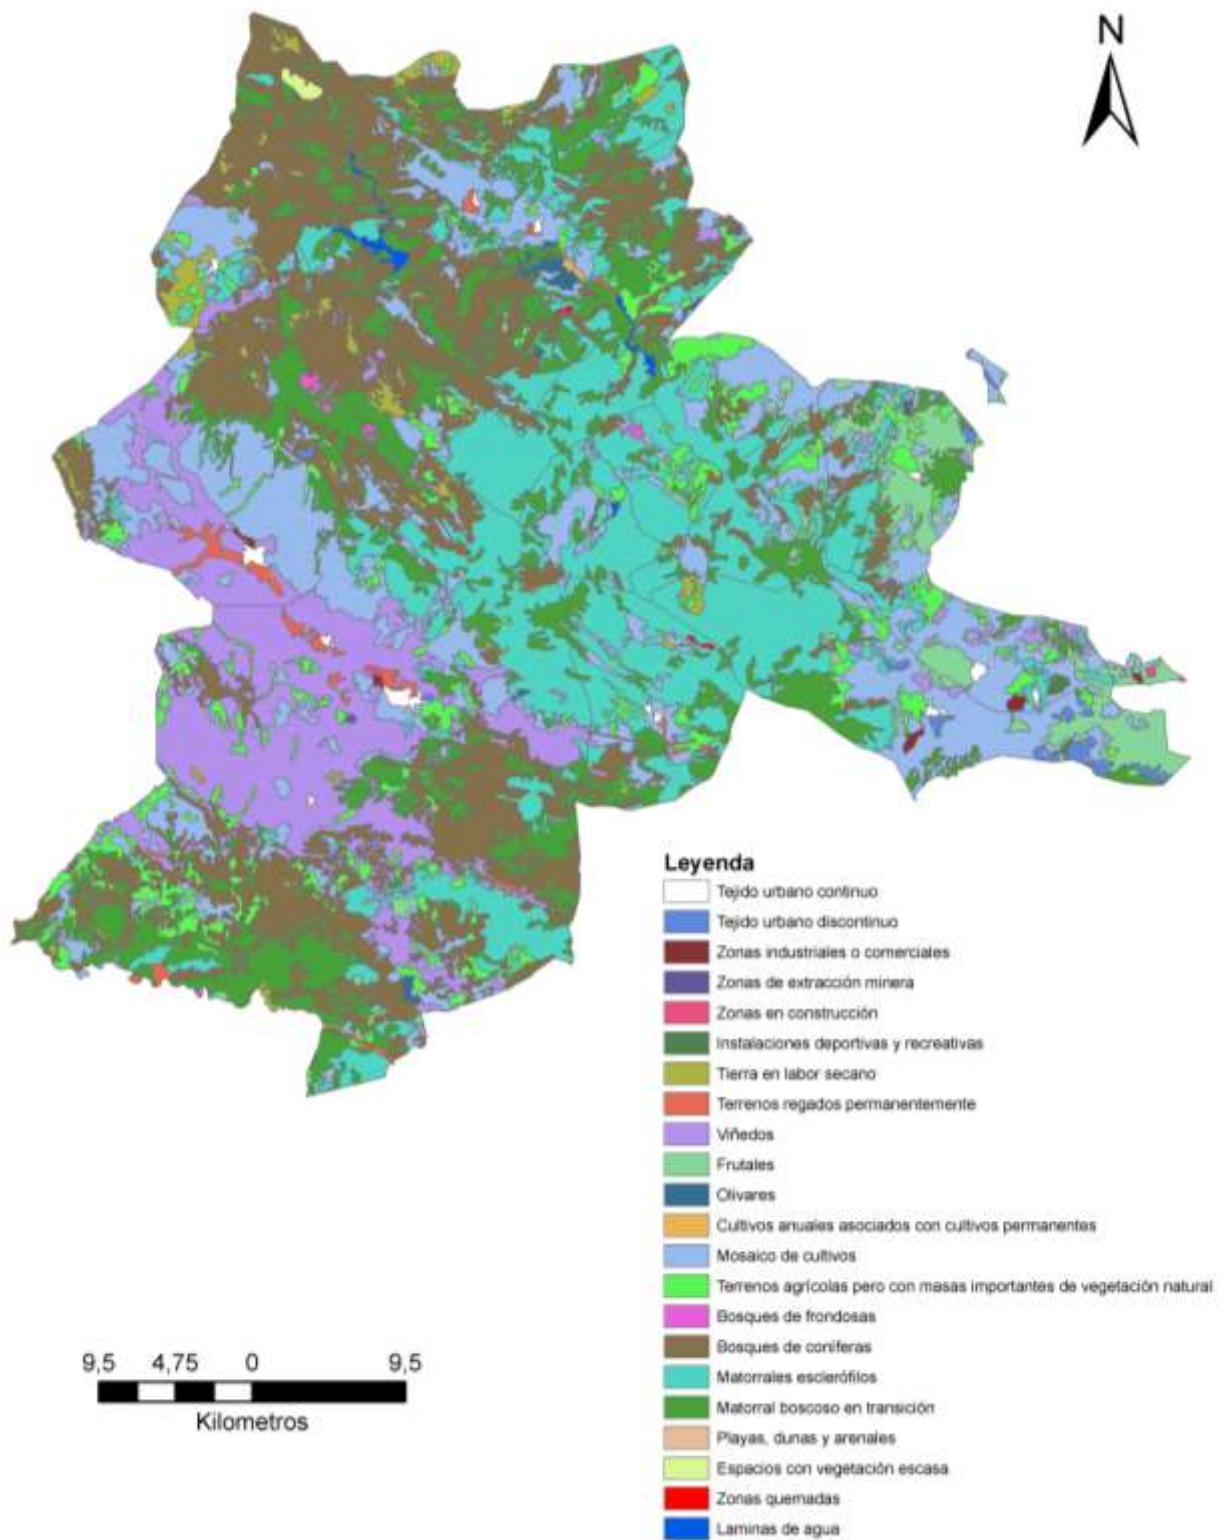 N
Leyenda
Tejido urbano continuo
Tejido urbano discontinuo
Zonas industriales o comerciales
Zonas de extracción minera
Zonas en construcción
Instalaciones deportivas y recreativas
Tierra en labor secano
Terrenos regados permanentemente
Viñedos
Frutales
Olivares
Cultivos anuales asociados con cultivos permanentes
Mosaico de cultivos
Terrenos agrícolas pero con masas importantes de vegetación natural
Bosques de frondosas
Bosques de coníferas
Matorrales esclerófilos
Matorral boscoso en transición
Playas, dunas y arenales
Espacios con vegetación escasa
Zonas quemadas
Laminas de agua
9,5 4,75 0 9,5
Kilometros